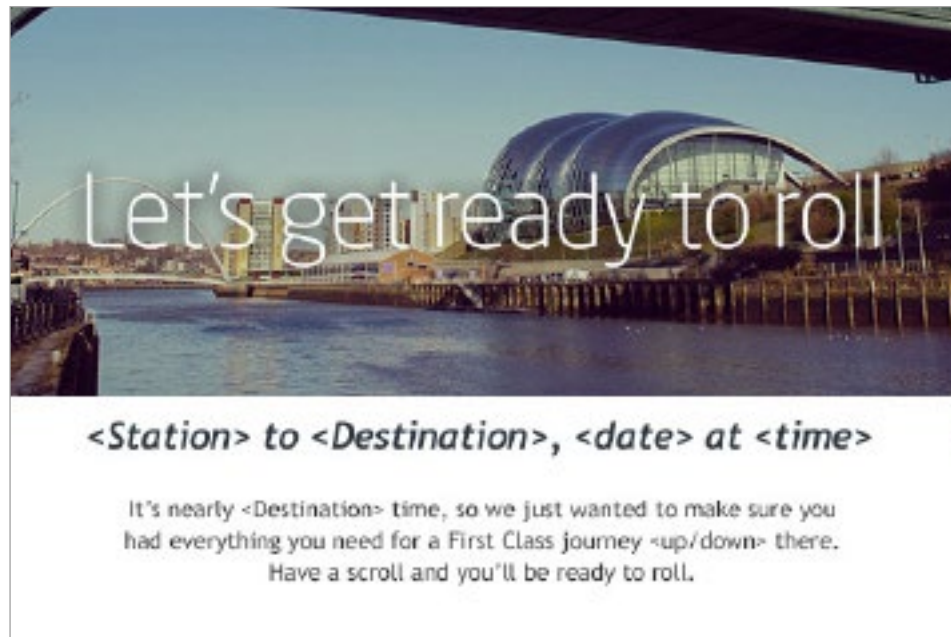 Let's get ready to roll
<Station> to <Destination>, <date> at <time>
It's nearly <Destination> time, so we just wanted to make sure you
had everything you need for a First Class journey <up/down> there.
Have a scroll and you'll be ready to roll.